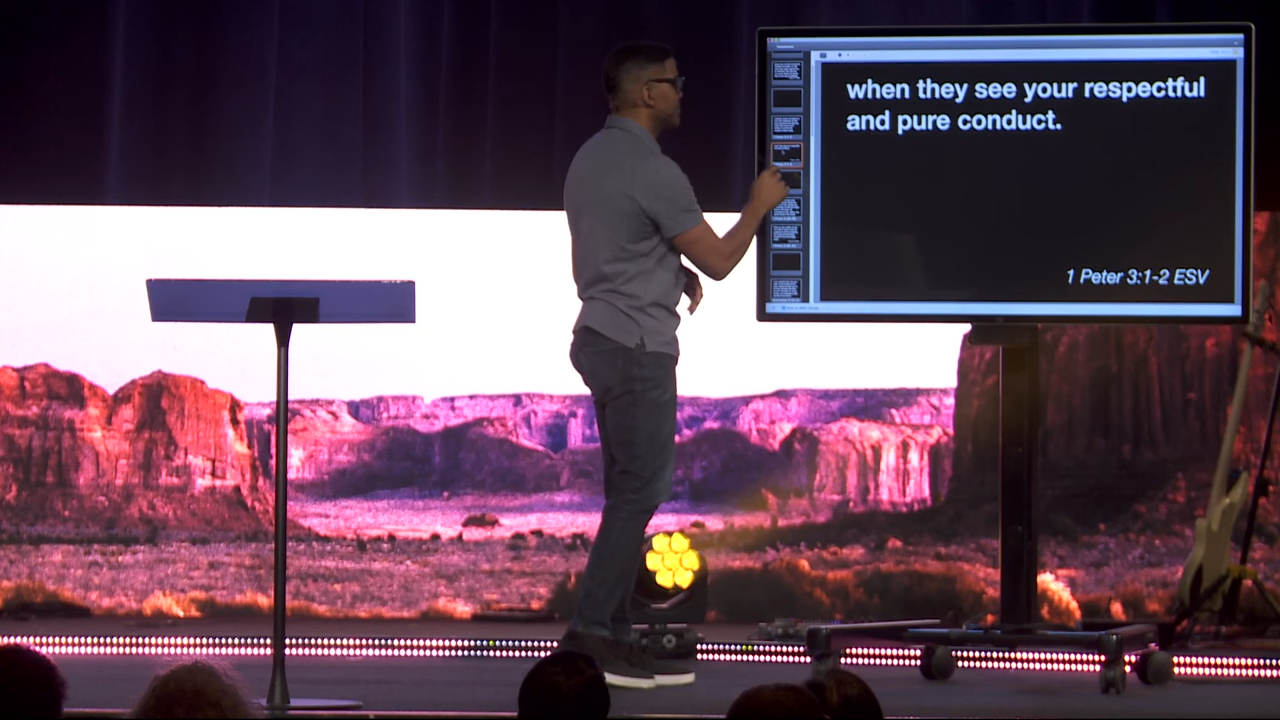 when they see your respectful
and pure conduct.
1 Peter 3:1-2 ESV